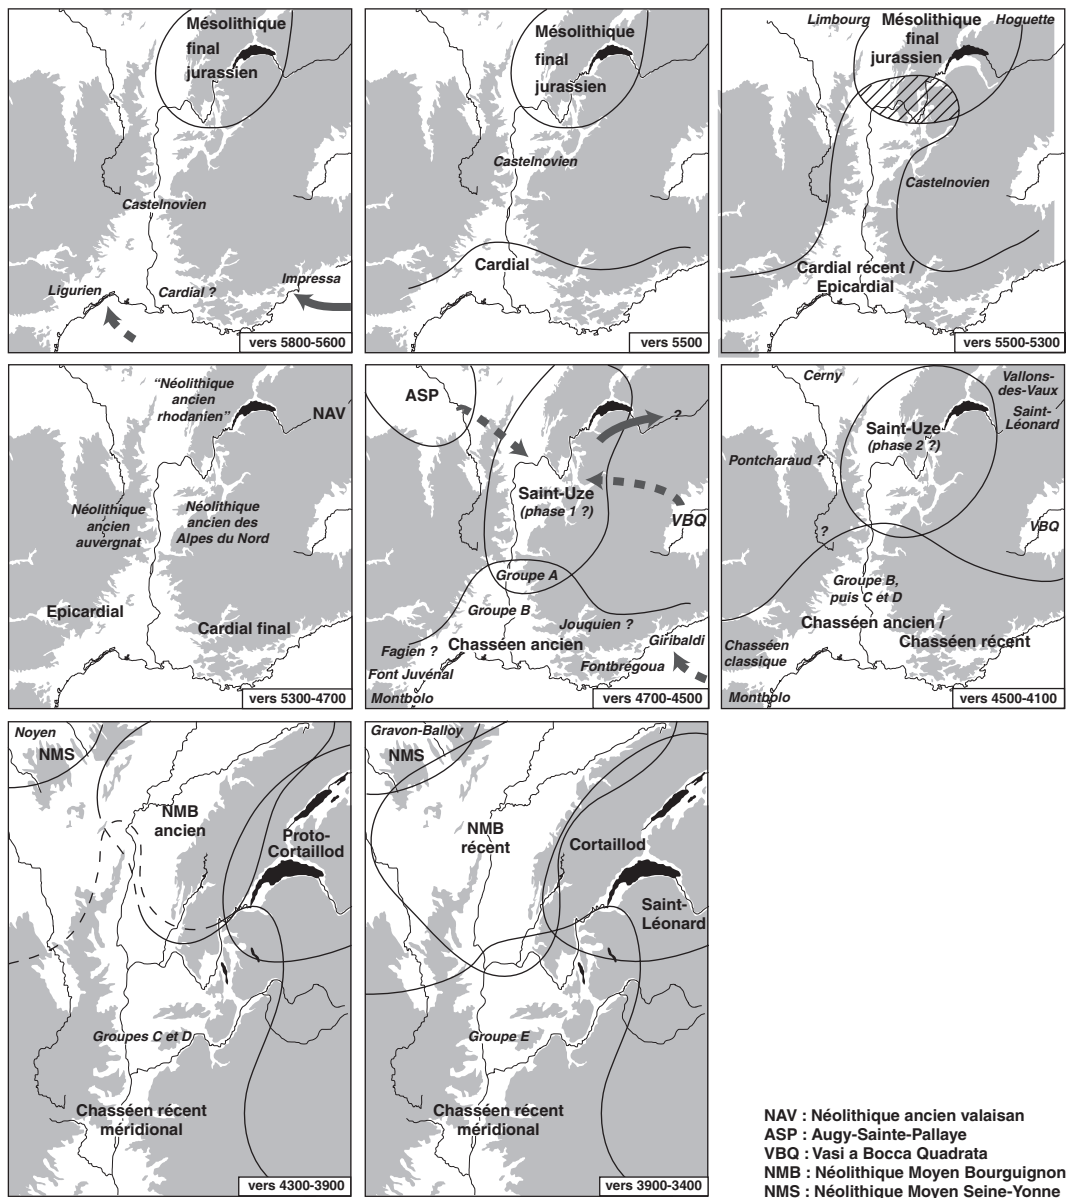 Mésolithique
final
jurassien
Castelnovien
Ligurien
Cardial ?
Impressa
vers 5800-5600
Mésolithique
final
jurassien
Castelnovien
Cardial
vers 5500
Limbourg
Mésolithique
final
jurassien
Hoguette
Castelnovien
Cardial récent /
Epicardial
vers 5500-5300
“Néolithique
ancien
rhodanien”
NAV
Néolithique
ancien
auvergnat
Néolithique
ancien des
Alpes du Nord
Epicardial
Cardial final
vers 5300-4700
ASP
?
Saint-Uze
(phase 1 ?)
VBQ
Groupe A
Groupe B
Jouquien ?
Giribaldi
Fagien ?
Chasséen ancien
Font Juvénal
Fontbrégoua
Montbolo
vers 4700-4500
Cerny
Vallons-
des-Vaux
Saint-
Léonard
Saint-Uze
(phase 2 ?)
Pontcharaud ?
?
VBQ
Groupe B,
puis C et D
Chasséen ancien /
Chasséen récent
Chasséen
classique
Montbolo
vers 4500-4100
Noyen
NMS
NMB
ancien
Proto-
Cortaillod
Groupes C et D
Chasséen récent
méridional
vers 4300-3900
Gravon-Balloy
NMS
NMB
récent
Cortaillod
Saint-
Léonard
Groupe E
Chasséen récent
méridional
vers 3900-3400
NAV : Néolithique ancien valaisan
ASP : Augy-Sainte-Pallaye
VBQ : Vasi a Bocca Quadrata
NMB : Néolithique Moyen Bourguignon
NMS : Néolithique Moyen Seine-Yonne